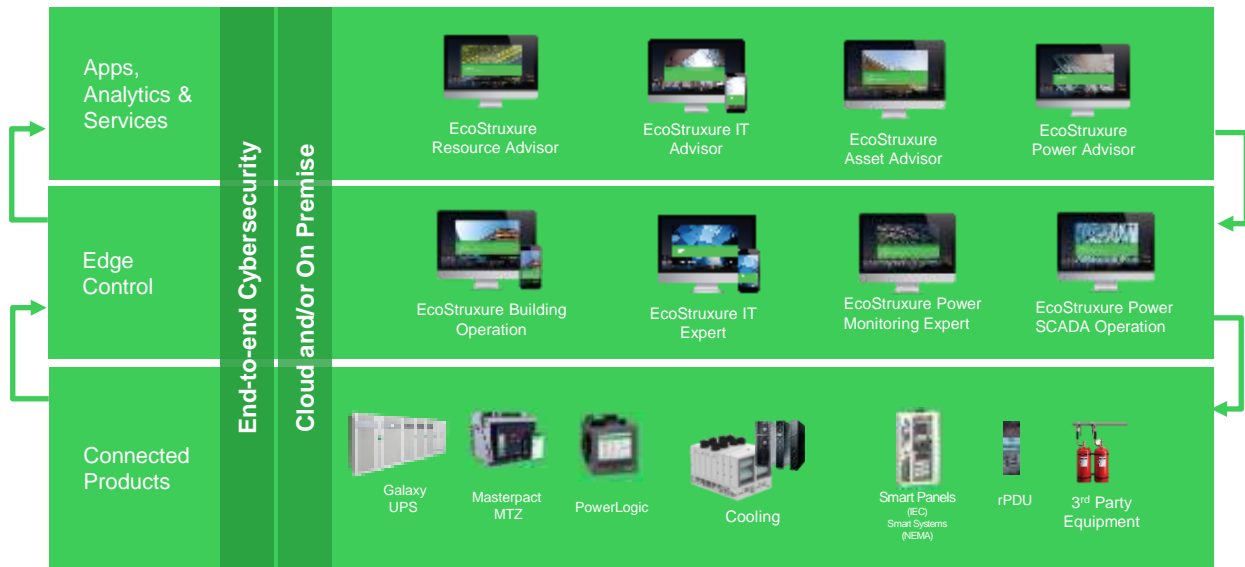 Apps,
Analytics &
Services
End-to-end Cybersecurity
Cloud and/or On Premise
EcoStruxure
Resource Advisor
EcoStruxure IT
Advisor
EcoStruxure
Asset Advisor
EcoStruxure
Power Advisor
Edge
Control
EcoStruxure Building
Operation
EcoStruxure IT
Expert
EcoStruxure Power
Monitoring Expert
EcoStruxure Power
SCADA Operation
Connected
Products
Galaxy
UPS
Masterpact
MTZ
PowerLogic
Cooling
Smart Panels
(IEC)
Smart Systems
(NEMA)
rPDU
3rd Party
Equipment